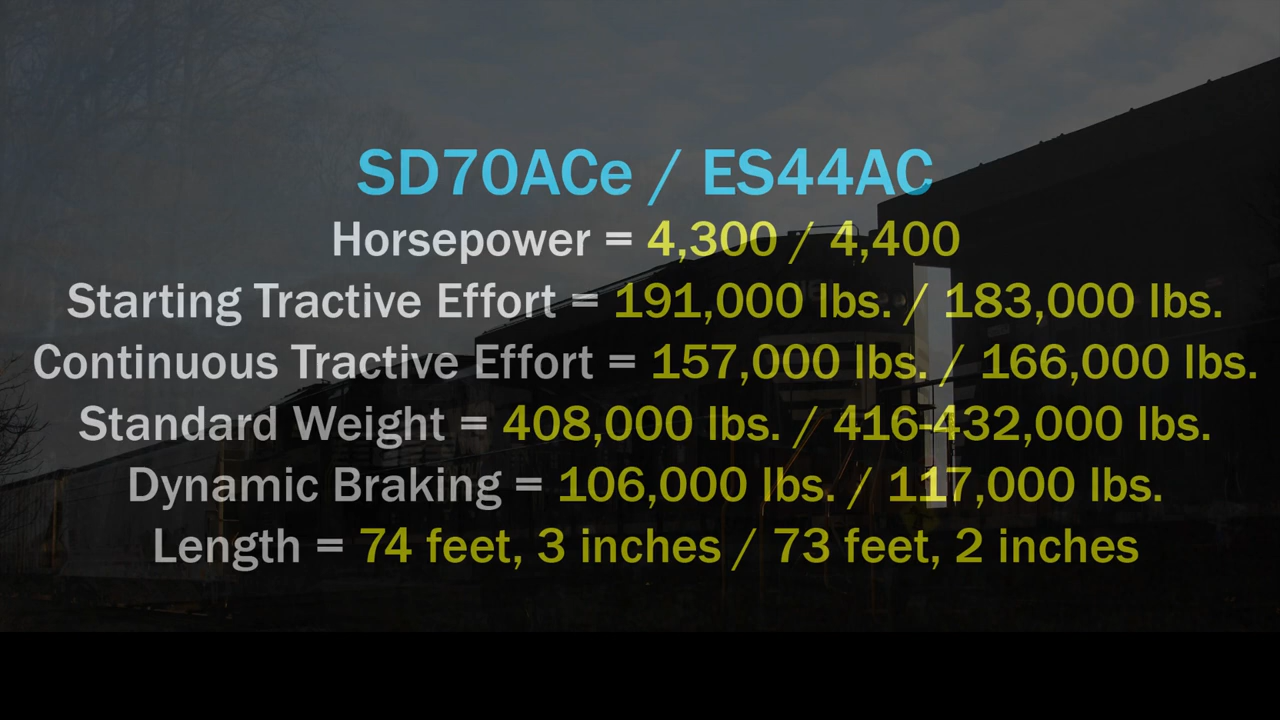 SD70ACe / ES44AC
Horsepower = 4,300 / 4,400
Starting Tractive Effort = 191,000 lbs. / 183,000 lbs.
Continuous Tractive Effort = 157,000 lbs. / 166,000 lbs.
Standard Weight = 408,000 lbs. / 416-432,000 lbs.
Dynamic Braking = 106,000 lbs. / 117,000 lbs.
Length = 74 feet, 3 inches / 73 feet, 2 inches